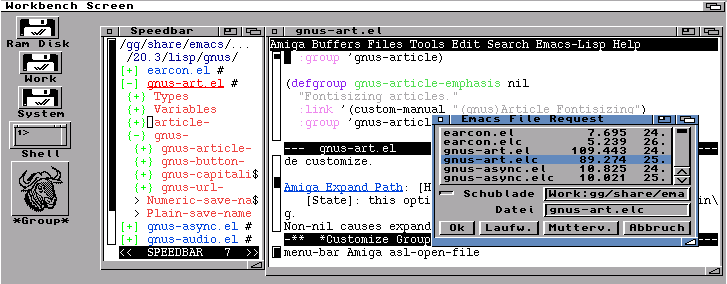 Workbench Screen
Ram Disk
Work
System
1>
Shell
*Group*
Speedbar
/gg/share/emacs/...
/20.3/lisp/gnus/
[+] earcon.el #
[-] gnus-art.el #
{+} Types
{+} Variables
{+} article-
{-} gnus-
{+} gnus-article-
{+} gnus-button-
{+} gnus-capitali$
{+} gnus-url-
> Numeric-save-na$
> Plain-save-name
[+] gnus-async.el #
[+] gnus-audio.el #
<< SPEEDBAR 7 >>
gnus-art.el
Amiga Buffers Files Tools Edit Search Emacs-Lisp Help
:group 'gnus-article)
(defgroup gnus-article-emphasis nil
"Fontisizing articles."
:link '(custom-manual "(gnus)Article Fontisizing")
:group 'gnus-articl
--- gnus-art.el
de customize.
Amiga Expand Path: [H
[State]: this opti
in\
g.
Non-nil causes expand
-** *Customize Group
menu-bar Amiga asl-open-file
Emacs File Request
earcon.el 7.695 24.
earcon.elc 5.239 26.
gnus-art.el 109.443 24.
gnus-art.elc 89.274 25.
gnus-async.el 10.825 24.
gnus-async.elc 10.021 25.
Schublade Work:gg/share/ema
Datei gnus-art.elc
Ok Laufw. Mutterv. Abbruch